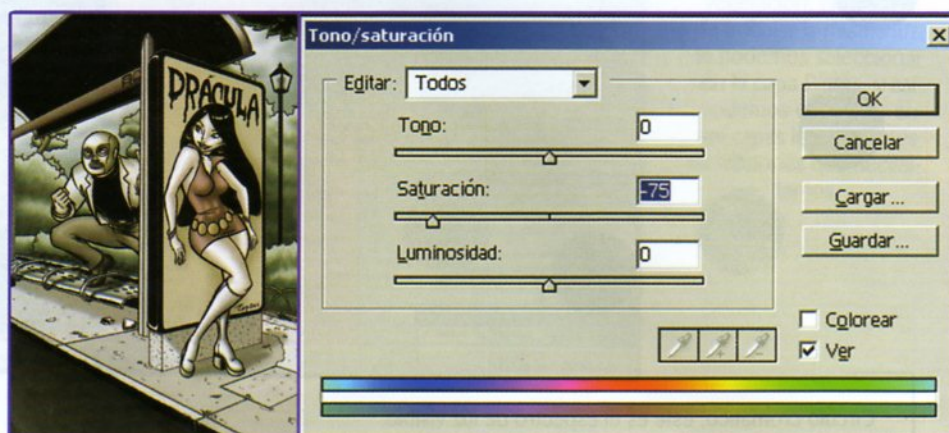 Tono/saturación
DRÁCULA
Editar: Todos
OK
Tono: 0
Cancelar
Saturación: -75
Cargar...
Guardar...
Luminosidad: 0
Colorear
Ver